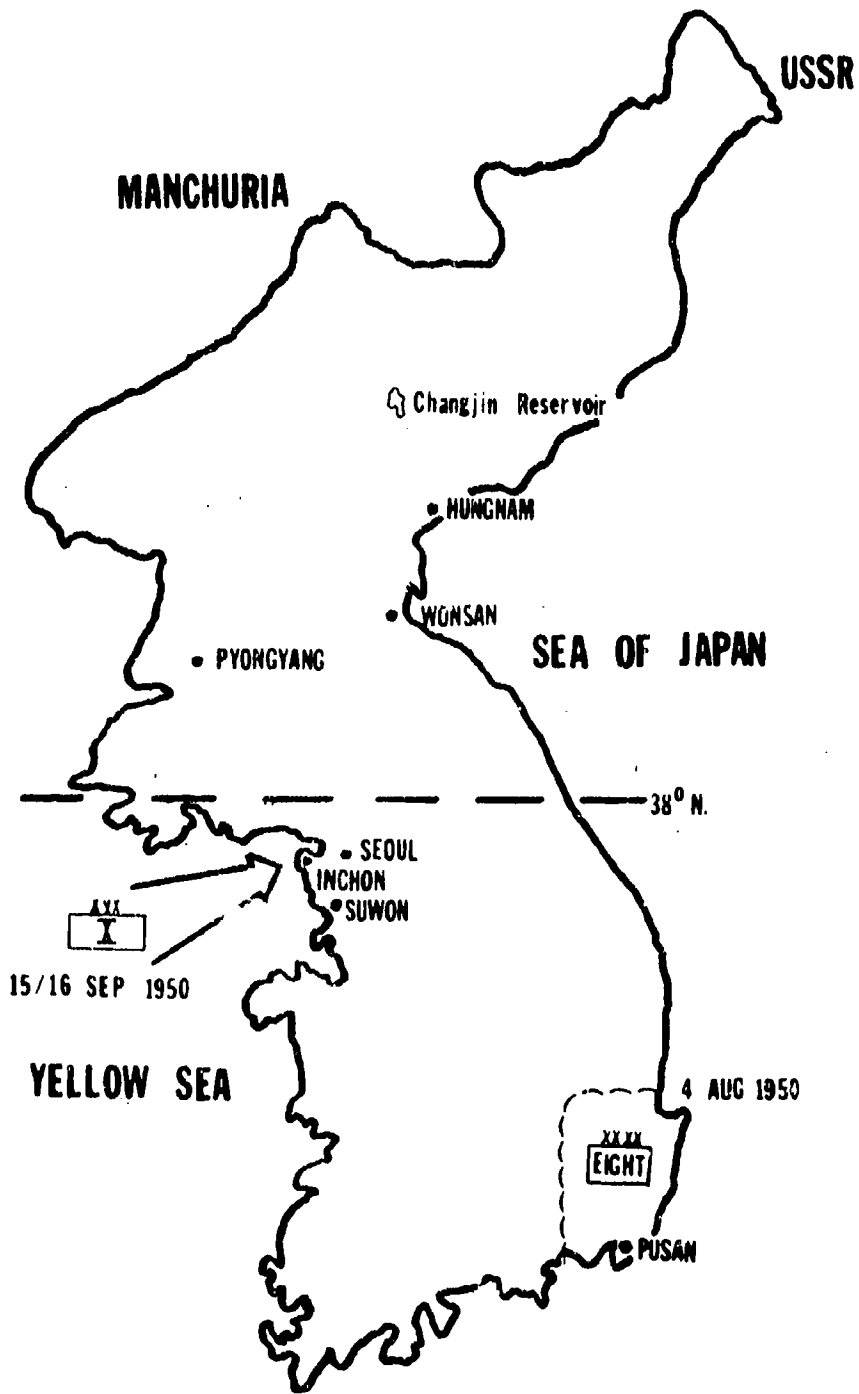 USSR
MANCHURIA
Changjin Reservoir
HUNGNAM
WONSAN
SEA OF JAPAN
PYONGYANG
38⁰ N.
SEOUL
INCHON
SUWON
XXX
X
15/16 SEP 1950
YELLOW SEA
4 AUG 1950
XXXX
EIGHT
PUSAN